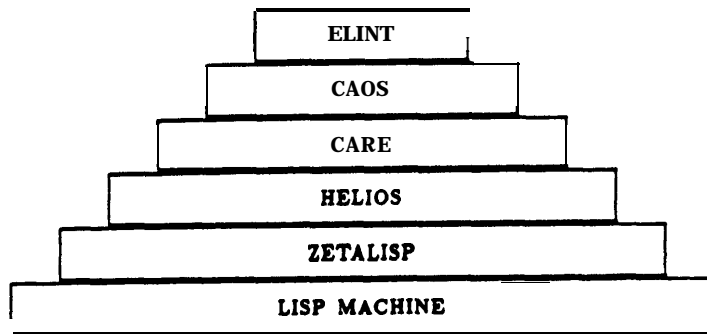 ELINT
CAOS
CARE
HELIOS
ZETALISP
LISP MACHINE